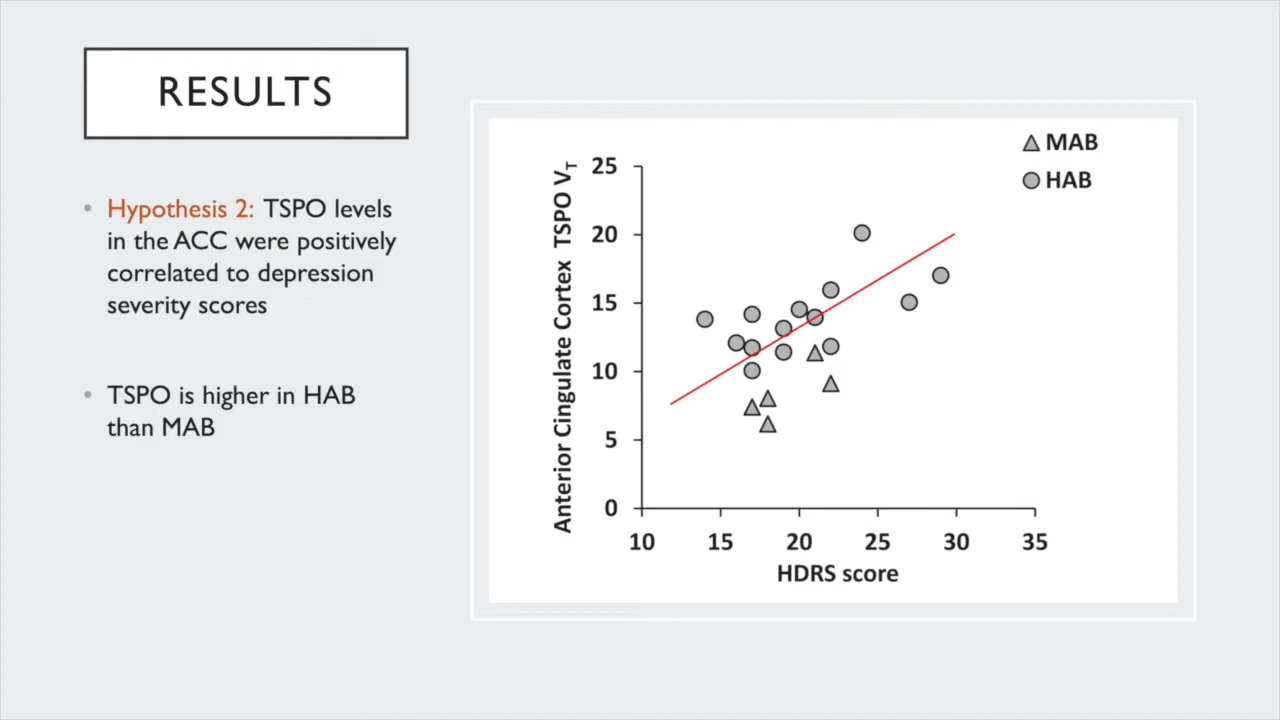 RESULTS
• Hypothesis 2: TSPO levels
in the ACC were positively
correlated to depression
severity scores
• TSPO is higher in HAB
than MAB
MAB
HAB
Anterior Cingulate Cortex TSPO VT
25
20
15
10
5
0
10 15 20 25 30 35
HDRS score